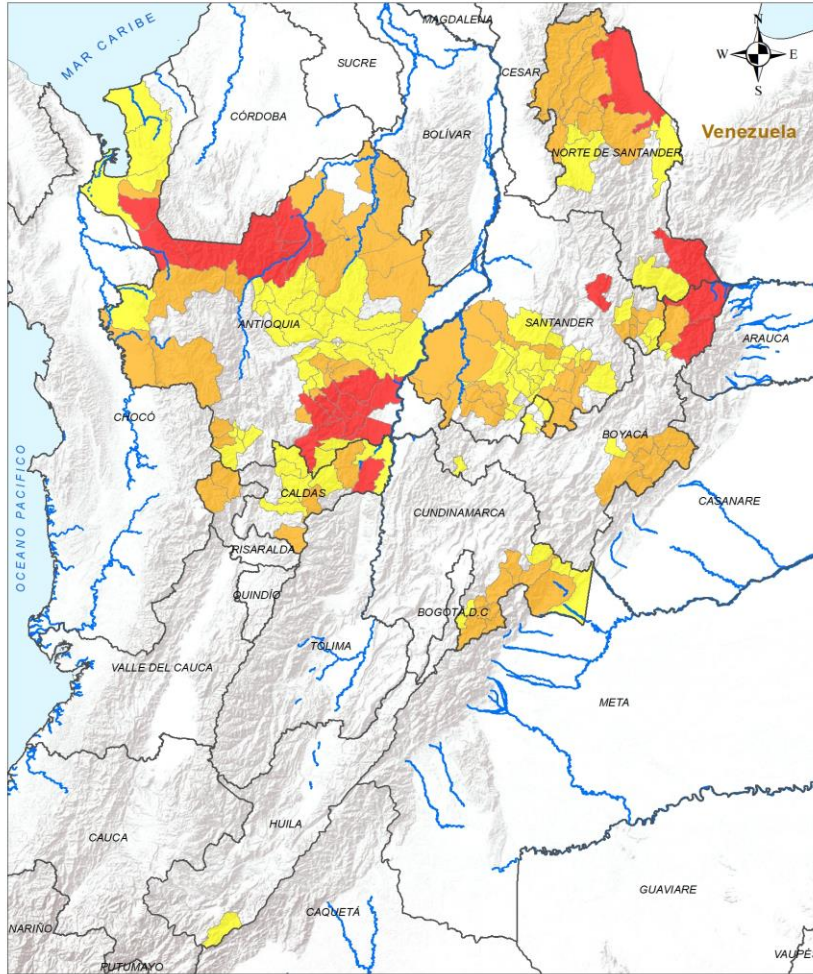 MAGDALENA
N
MAR CARIBE
SUCRE
CESAR
W
E
S
CÓRDOBA
BOLÍVAR
Venezuela
NORTE DE SANTANDER
ANTIOQUIA
SANTANDER
ARAUCA
CHOCÓ
BOYACÁ
OCEANO PACIFICO
CALDAS
CASANARE
CUNDINAMARCA
RISARALDA
QUINDÍO
BOGOTÁ, D.C
TOLIMA
VALLE DEL CAUCA
META
HUILA
CAUCA
GUAVIARE
CAQUETÁ
NARIÑO
PUTUMAYO
VAUPÉS